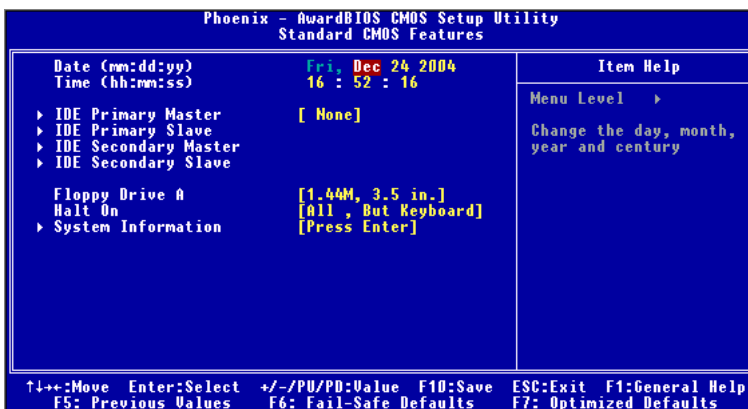 Phoenix - AwardBIOS CMOS Setup Utility
Standard CMOS Features
Date (mm:dd:yy) Fri, Dec 24 2004
Time (hh:mm:ss) 16 : 52 : 16
▸ IDE Primary Master [ None]
▸ IDE Primary Slave
▸ IDE Secondary Master
▸ IDE Secondary Slave
Floppy Drive A [1.44M, 3.5 in.]
Halt On [All , But Keyboard]
▸ System Information [Press Enter]
Item Help
Menu Level ▸
Change the day, month,
year and century
↑↓→←:Move Enter:Select +/-/PU/PD:Value F10:Save ESC:Exit F1:General Help
F5: Previous Values F6: Fail-Safe Defaults F7: Optimized Defaults